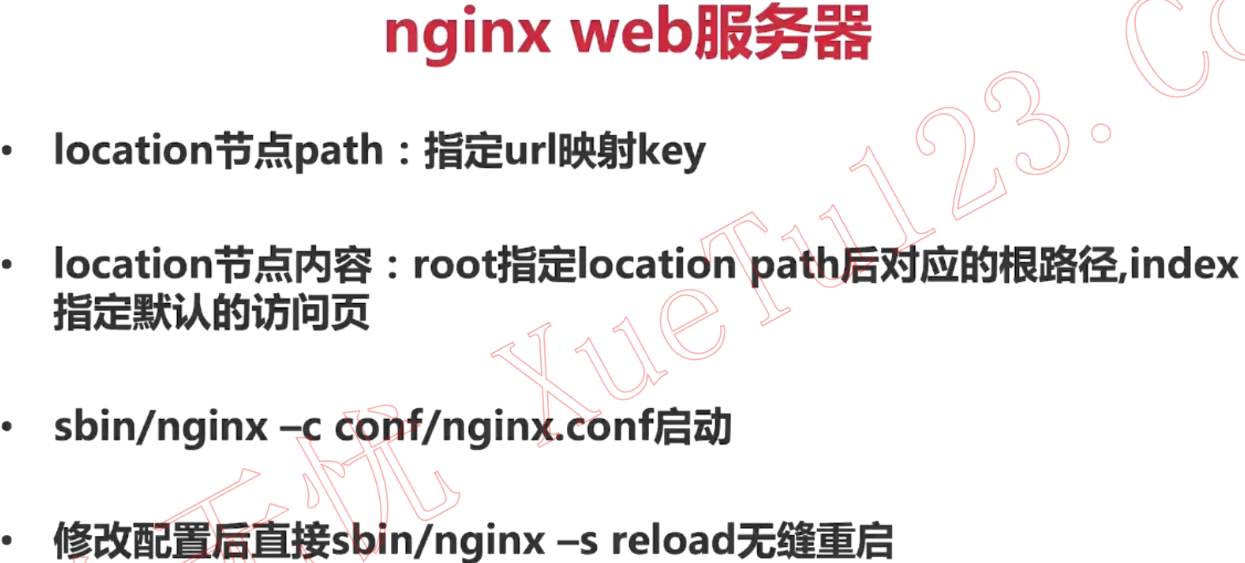 nginx web服务器
• location节点path：指定url映射key
• location节点内容：root指定location path后对应的根路径,index
指定默认的访问页
• sbin/nginx –c conf/nginx.conf启动
• 修改配置后直接sbin/nginx –s reload无缝重启
无忧 XueTu123. Co